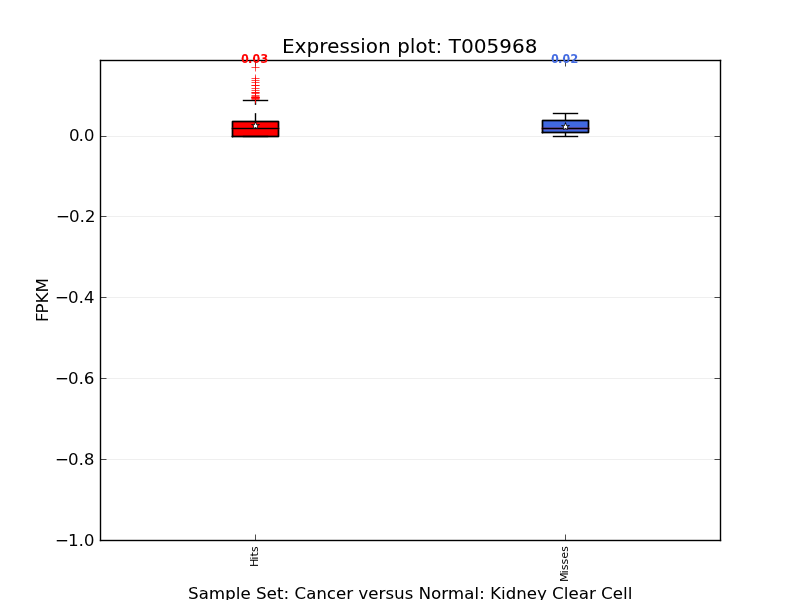 Expression plot: T005968
0.03
0.02
0.0
−0.2
−0.4
−0.6
−0.8
−1.0
FPKM
Hits
Misses
Sample Set: Cancer versus Normal: Kidney Clear Cell